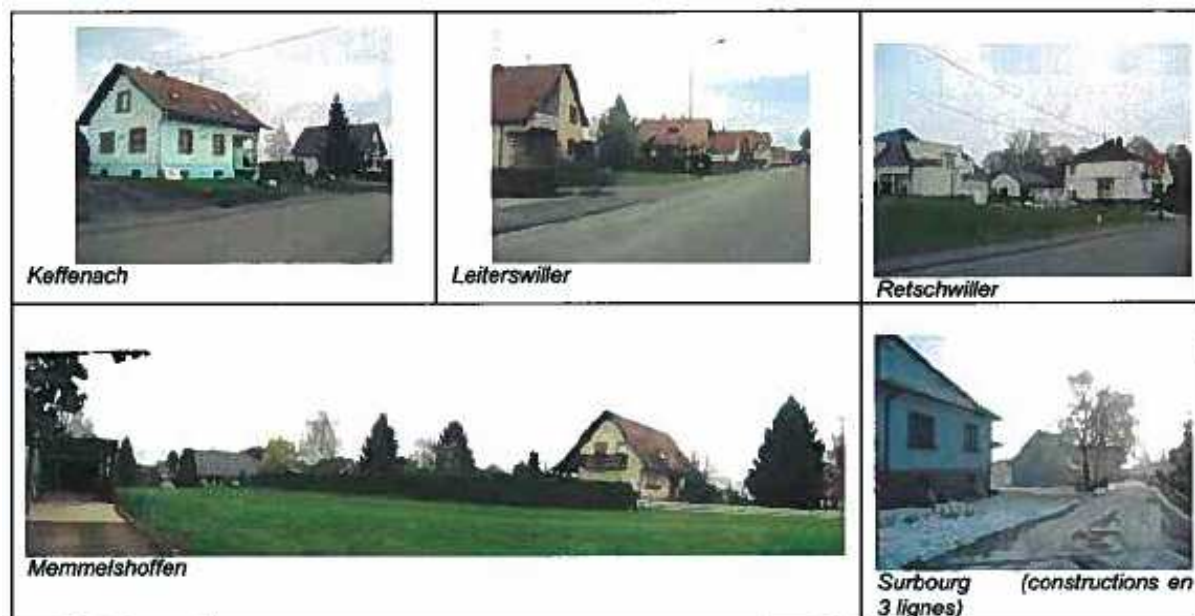 Keffenach
Leiterswiller
Retschwiller
Memmelshoffen
Surbourg (constructions en
3 lignes)